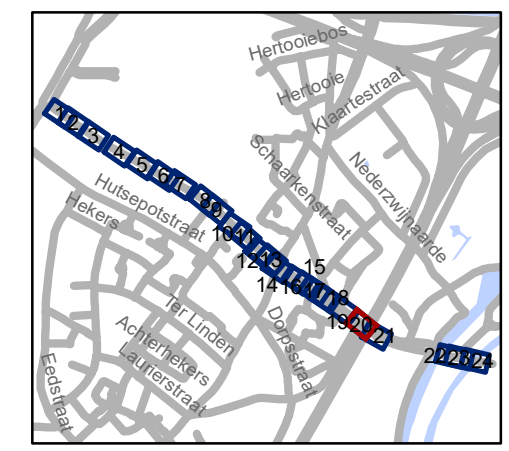 Hertooiebos
Hertooie
Klaartestraat
Schaarkenstraat
Nederzwijnaarde
Hutsepotstraat
Hekers
Ter Linden
Achterhekers
Laurierstraat
Eedstraat
Dorpsstraat
1
2
3
4
5
6
7
8
9
10
11
12
13
14
15
16
17
18
19
20
21
22
23
24